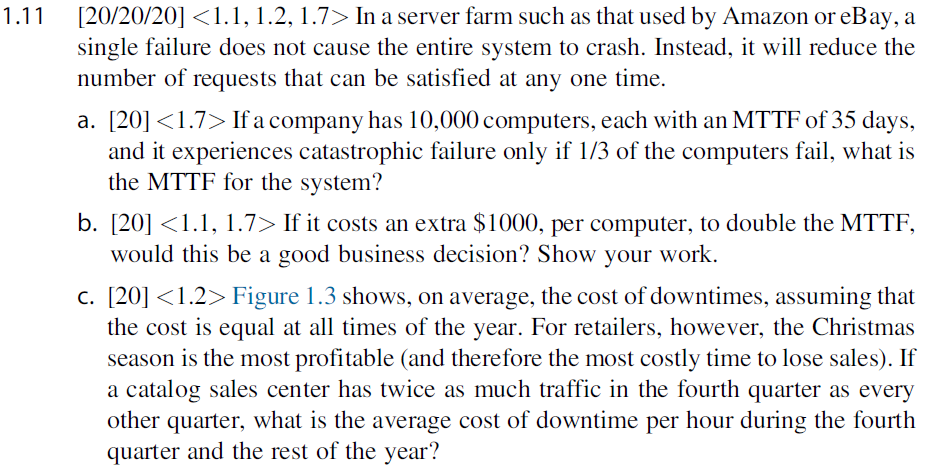 1.11 [20/20/20] <1.1, 1.2, 1.7> In a server farm such as that used by Amazon or eBay, a
single failure does not cause the entire system to crash. Instead, it will reduce the
number of requests that can be satisfied at any one time.
a. [20] <1.7> If a company has 10,000 computers, each with an MTTF of 35 days,
and it experiences catastrophic failure only if 1/3 of the computers fail, what is
the MTTF for the system?
b. [20] <1.1, 1.7> If it costs an extra $1000, per computer, to double the MTTF,
would this be a good business decision? Show your work.
c. [20] <1.2> Figure 1.3 shows, on average, the cost of downtimes, assuming that
the cost is equal at all times of the year. For retailers, however, the Christmas
season is the most profitable (and therefore the most costly time to lose sales). If
a catalog sales center has twice as much traffic in the fourth quarter as every
other quarter, what is the average cost of downtime per hour during the fourth
quarter and the rest of the year?